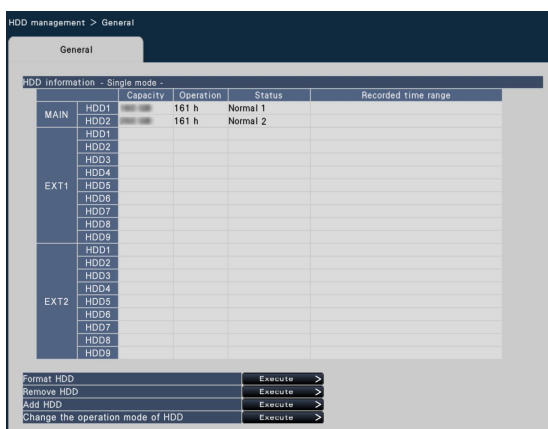 HDD management > General
General
HDD information - Single mode -
Capacity Operation Status Recorded time range
MAIN HDD1 161 h Normal 1
HDD2 161 h Normal 2
EXT1 HDD1
HDD2
HDD3
HDD4
HDD5
HDD6
HDD7
HDD8
HDD9
EXT2 HDD1
HDD2
HDD3
HDD4
HDD5
HDD6
HDD7
HDD8
HDD9
Format HDD Execute >
Remove HDD Execute >
Add HDD Execute >
Change the operation mode of HDD Execute >